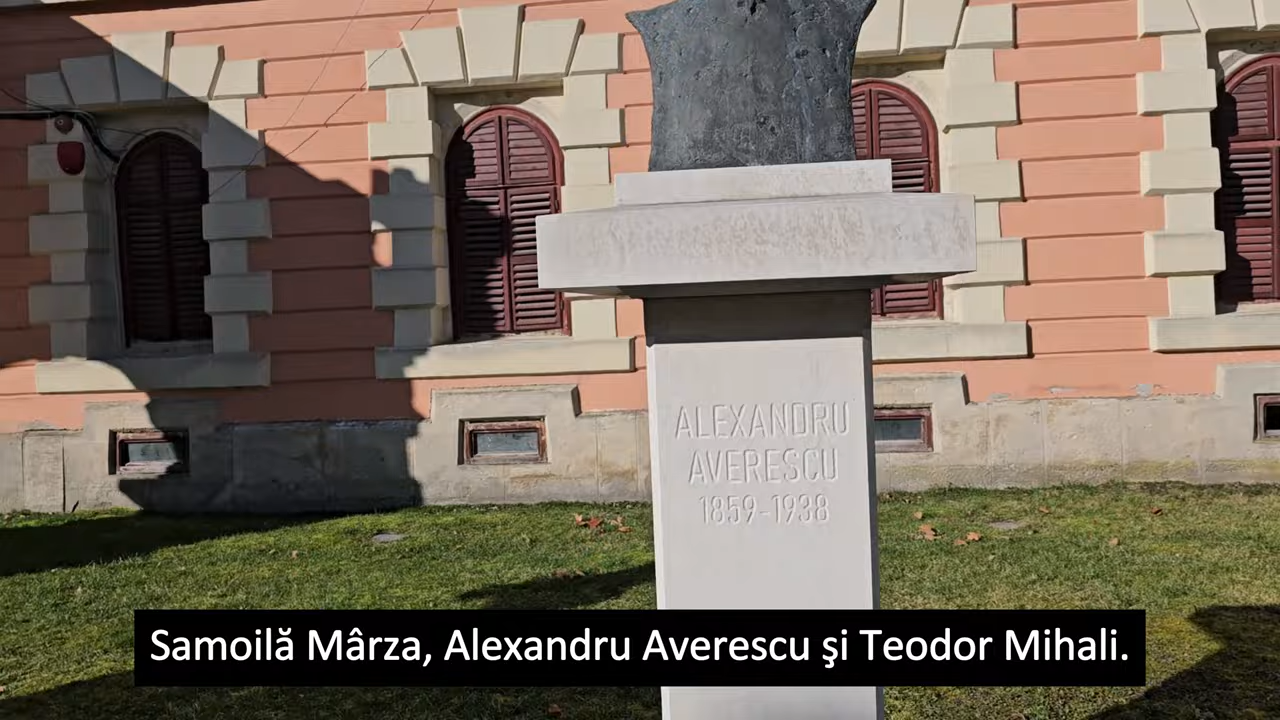 ALEXANDRU
AVERESCU
1859-1938
Samoilă Mârza, Alexandru Averescu şi Teodor Mihali.